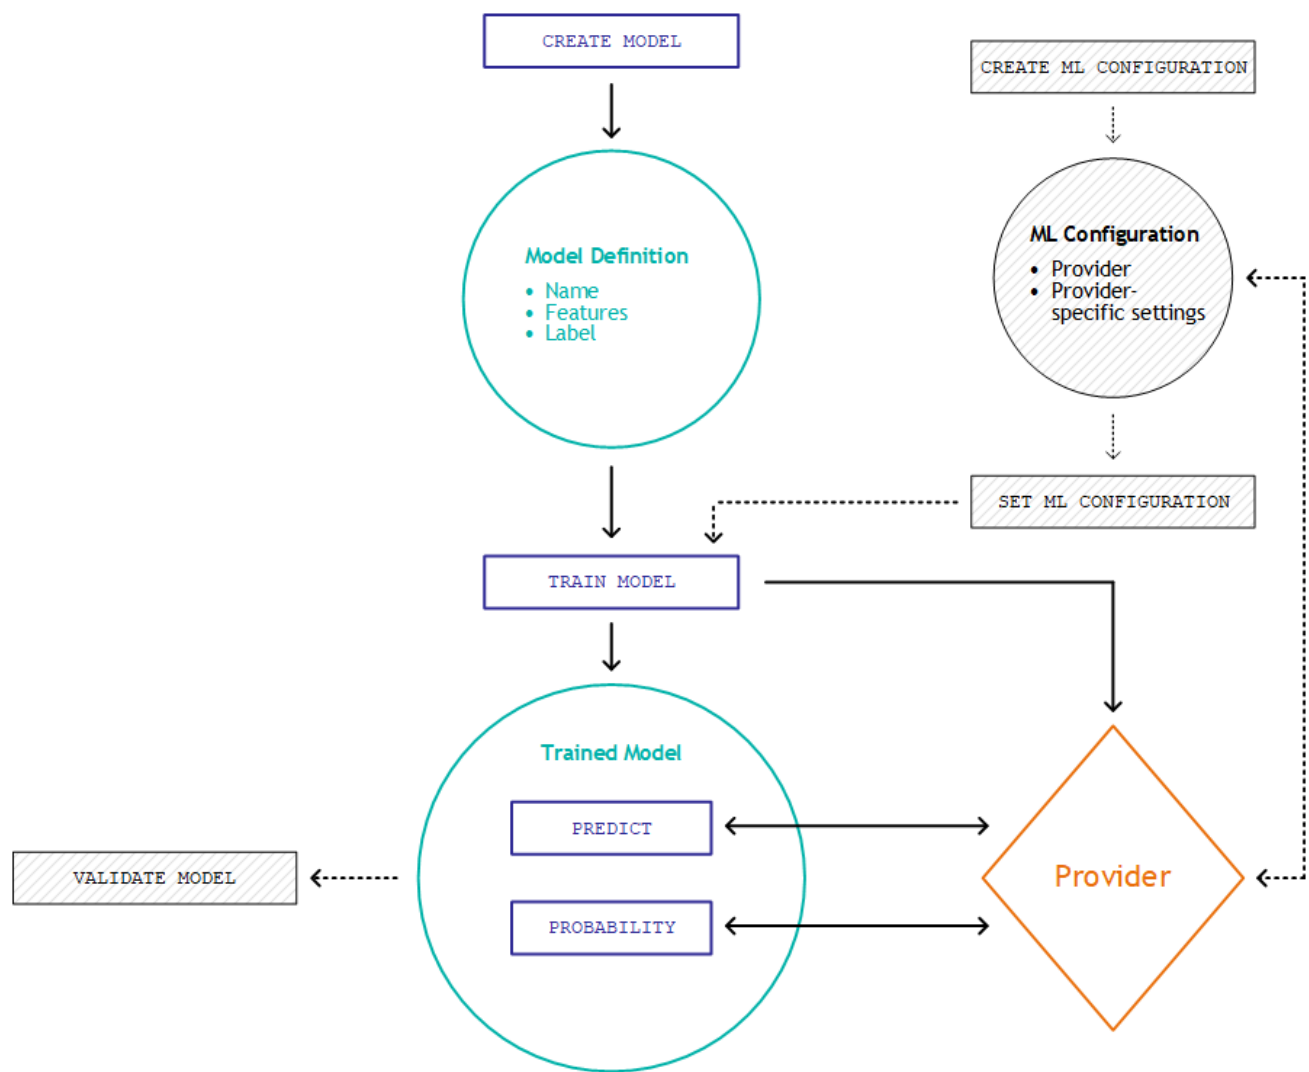 CREATE MODEL
CREATE ML CONFIGURATION
Model Definition
• Name
• Features
• Label
ML Configuration
• Provider
• Provider-
specific settings
SET ML CONFIGURATION
TRAIN MODEL
Trained Model
PREDICT
PROBABILITY
VALIDATE MODEL
Provider